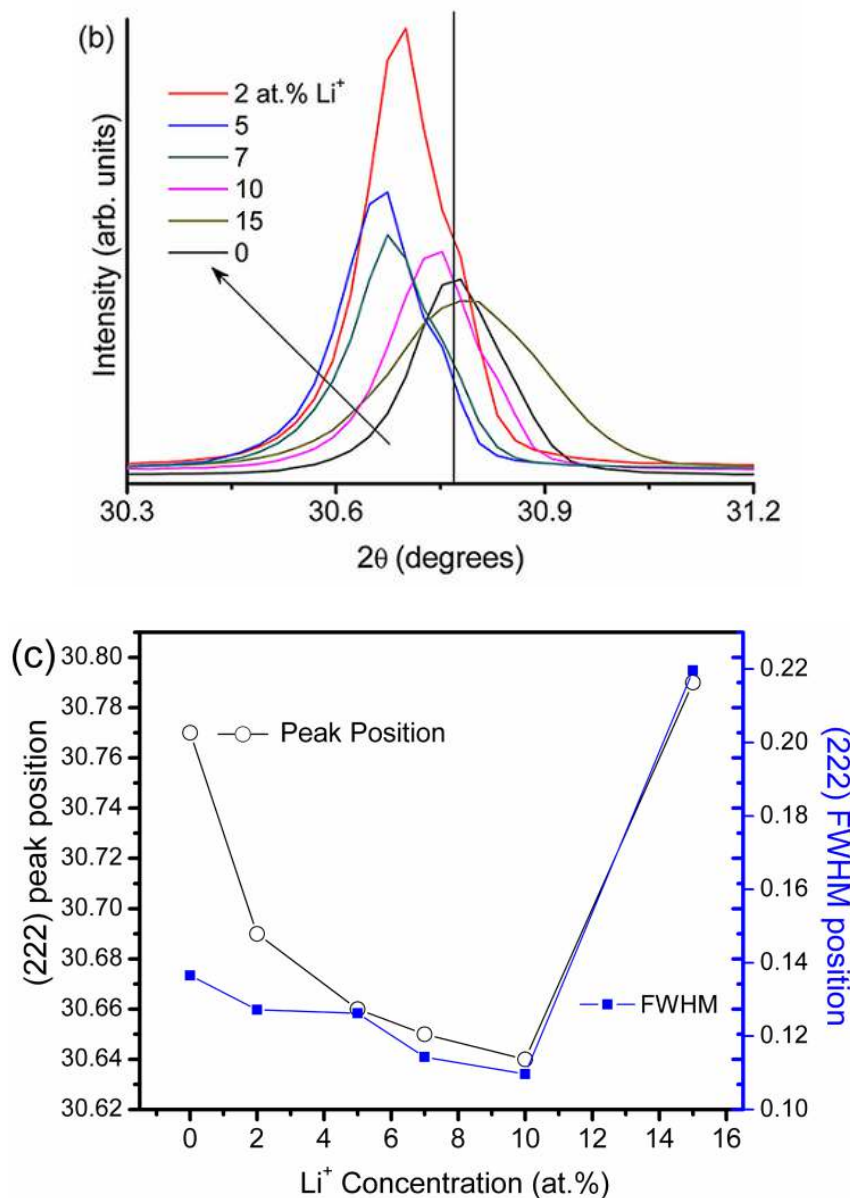 (b)
2 at.% Li⁺
5
7
10
15
0
Intensity (arb. units)
30.3 30.6 30.9 31.2
2θ (degrees)
(c)
30.80
30.78
30.76
30.74
30.72
30.70
30.68
30.66
30.64
30.62
(222) peak position
Peak Position
FWHM
0.22
0.20
0.18
0.16
0.14
0.12
0.10
(222) FWHM position
0 2 4 6 8 10 12 14 16
Li⁺ Concentration (at.%)